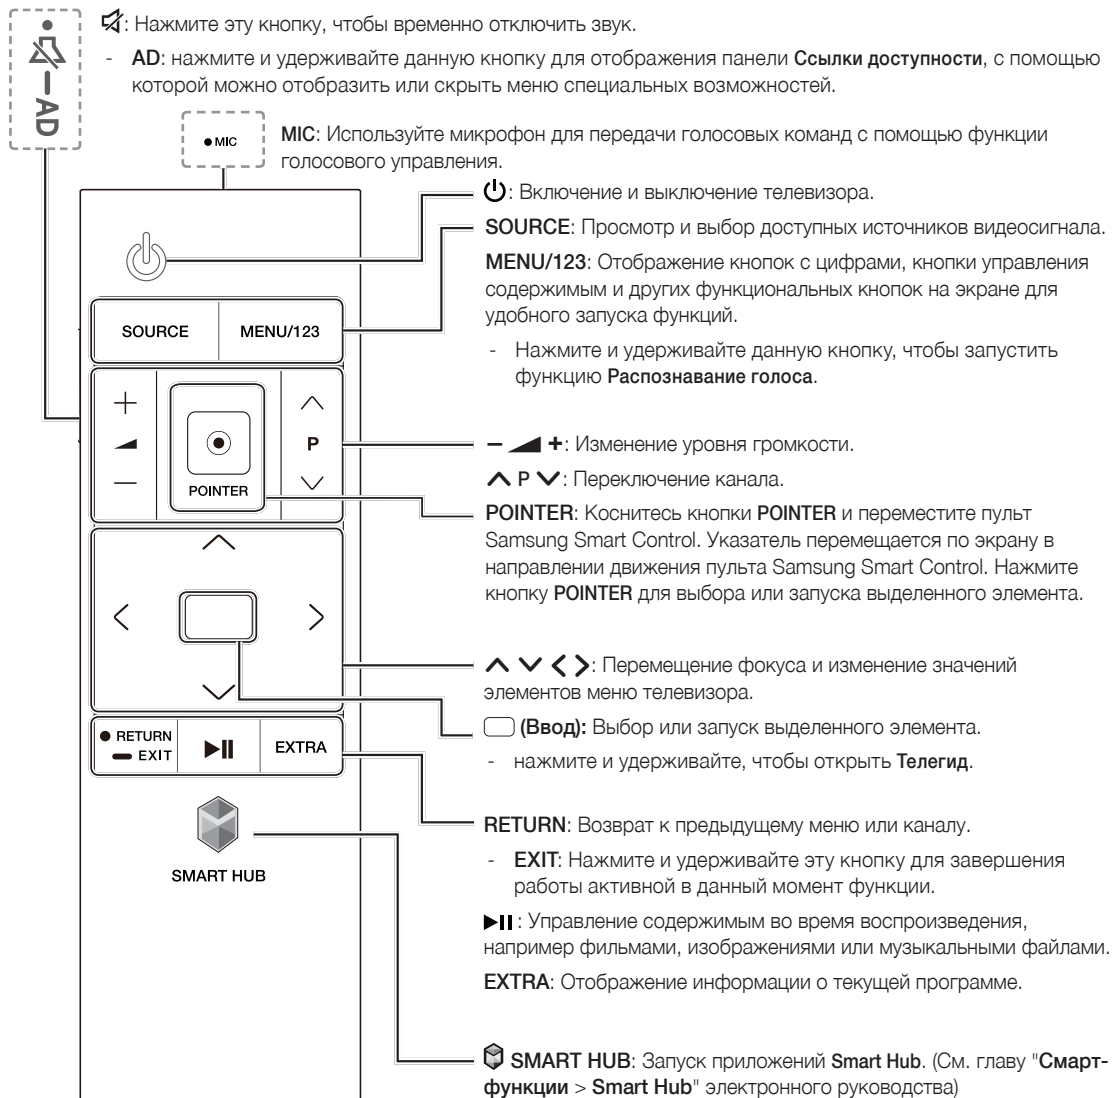 : Нажмите эту кнопку, чтобы временно отключить звук.
- AD: нажмите и удерживайте данную кнопку для отображения панели Ссылки доступности, с помощью
которой можно отобразить или скрыть меню специальных возможностей.
AD
MIC
MIC: Используйте микрофон для передачи голосовых команд с помощью функции
голосового управления.
: Включение и выключение телевизора.
SOURCE: Просмотр и выбор доступных источников видеосигнала.
MENU/123: Отображение кнопок с цифрами, кнопки управления
содержимым и других функциональных кнопок на экране для
удобного запуска функций.
- Нажмите и удерживайте данную кнопку, чтобы запустить
функцию Распознавание голоса.
SOURCE
MENU/123
+
P
—
POINTER
− +: Изменение уровня громкости.
P : Переключение канала.
POINTER: Коснитесь кнопки POINTER и переместите пульт
Samsung Smart Control. Указатель перемещается по экрану в
направлении движения пульта Samsung Smart Control. Нажмите
кнопку POINTER для выбора или запуска выделенного элемента.
: Перемещение фокуса и изменение значений
элементов меню телевизора.
(Ввод): Выбор или запуск выделенного элемента.
- нажмите и удерживайте, чтобы открыть Телегид.
RETURN
EXIT
EXTRA
SMART HUB
RETURN: Возврат к предыдущему меню или каналу.
- EXIT: Нажмите и удерживайте эту кнопку для завершения
работы активной в данный момент функции.
: Управление содержимым во время воспроизведения,
например фильмами, изображениями или музыкальными файлами.
EXTRA: Отображение информации о текущей программе.
SMART HUB: Запуск приложений Smart Hub. (См. главу "Смарт-
функции > Smart Hub" электронного руководства)